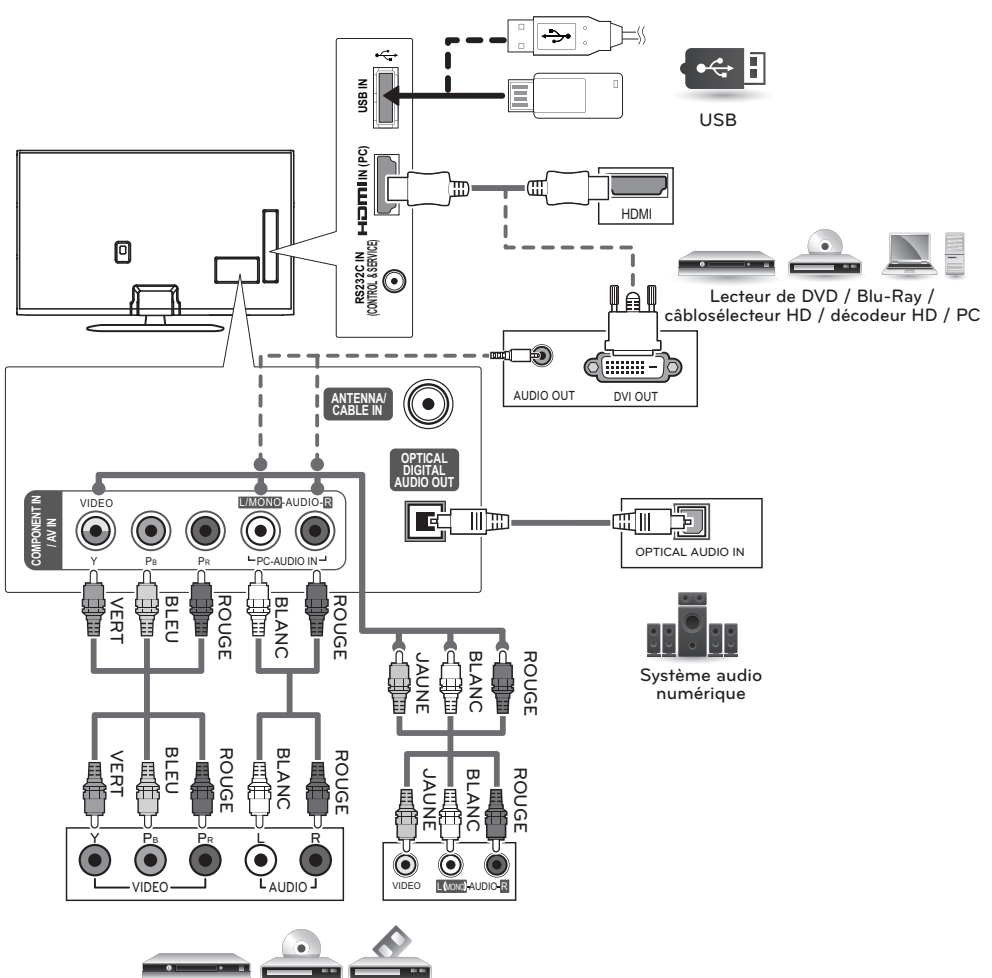 USB IN
USB
HDMI IN (PC)
HDMI
RS232C IN
(CONTROL & SERVICE)
Lecteur de DVD / Blu-Ray /
câblosélecteur HD / décodeur HD / PC
AUDIO OUT
DVI OUT
ANTENNA/
CABLE IN
OPTICAL
DIGITAL
AUDIO OUT
COMPONENT IN
/ AV IN
VIDEO
L/MONO-AUDIO-R
Y
PB
PR
PC-AUDIO IN
OPTICAL AUDIO IN
VERT
BLEU
ROUGE
BLANC
ROUGE
Système audio
numérique
JAUNE
BLANC
ROUGE
VERT
BLEU
ROUGE
BLANC
ROUGE
JAUNE
BLANC
ROUGE
Y
PB
PR
L
R
VIDEO
AUDIO
VIDEO
L(MONO)-AUDIO-R